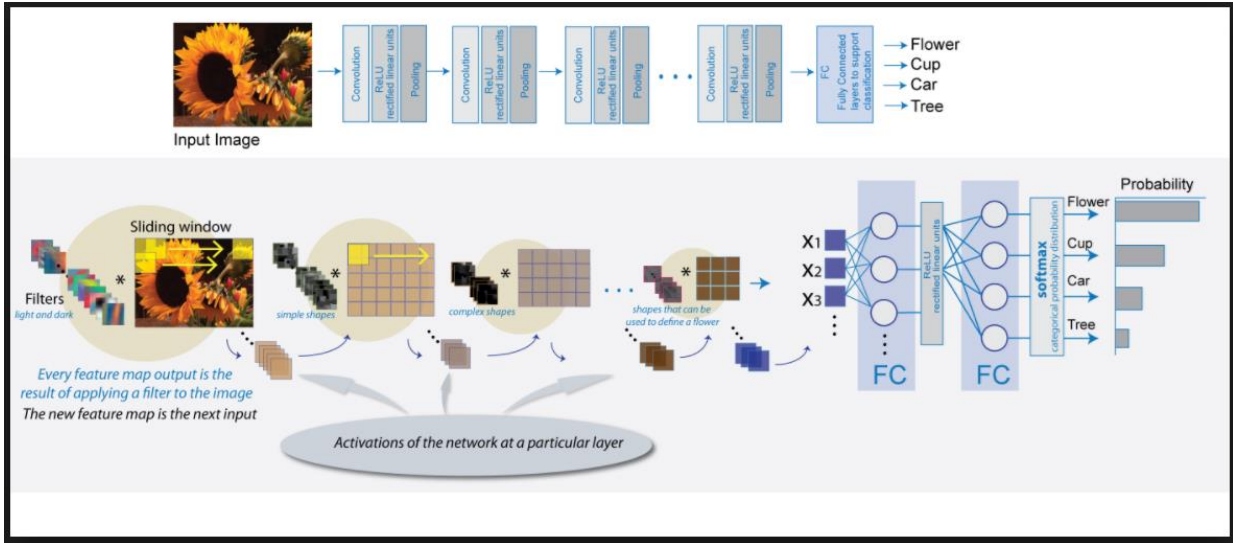 Input Image
Convolution
ReLU
rectified linear units
Pooling
Convolution
ReLU
rectified linear units
Pooling
Convolution
ReLU
rectified linear units
Pooling
Convolution
ReLU
rectified linear units
Pooling
FC
Fully Connected
layers to support
classification
Flower
Cup
Car
Tree
Sliding window
*
Filters
light and dark
*
simple shapes
*
complex shapes
*
shapes that can be
used to define a flower
Every feature map output is the
result of applying a filter to the image
The new feature map is the next input
Activations of the network at a particular layer
X1
X2
X3
FC
ReLU
rectified linear units
FC
softmax
categorical probability distribution
Probability
Flower
Cup
Car
Tree